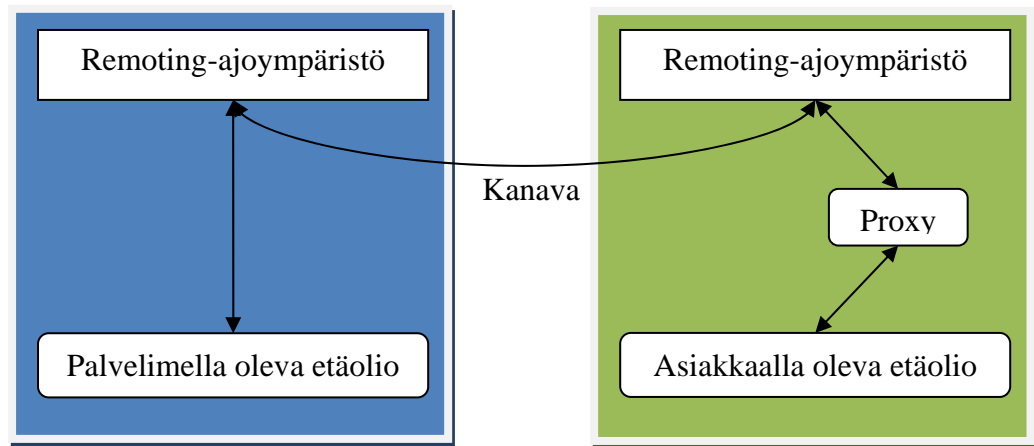 Remoting-ajoympäristö
Remoting-ajoympäristö
Kanava
Proxy
Palvelimella oleva etäolio
Asiakkaalla oleva etäolio